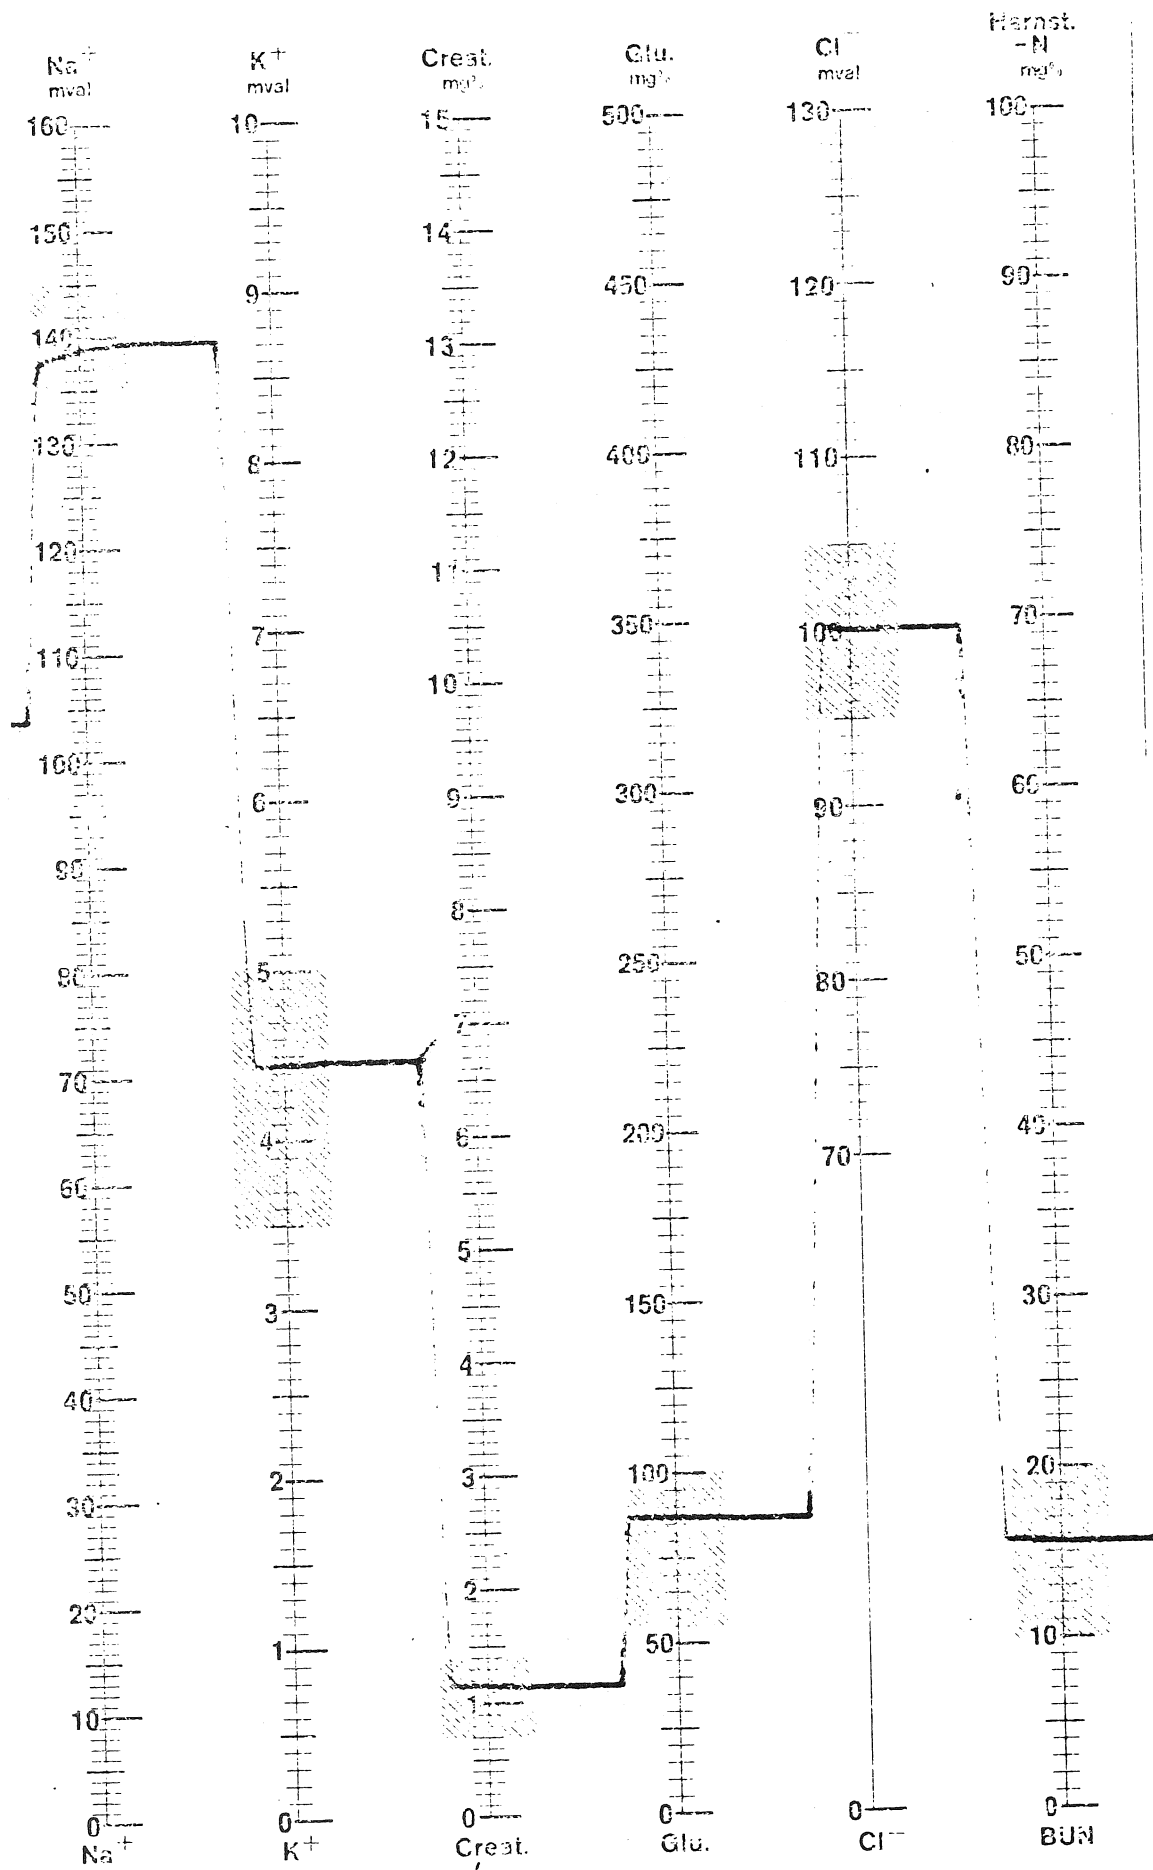 Na⁺ K⁺ Creat. Glu. Cl⁻ Harnst.-N
mval mval mg% mg% mval mg%
160 10 15 500 130 100
150 9 14 450 120 90
140 8 13 400 110 80
130 7 12 350 100 70
120 6 11 300 90 60
110 5 10 250 80 50
100 4 9 200 70 40
90 3 8 150 0 30
80 2 7 100 20
70 1 6 50 10
60 0 5 0 0
50 4
40 3
30 2
20 1
10 0
0
Na⁺ K⁺ Creat. Glu. Cl⁻ BUN